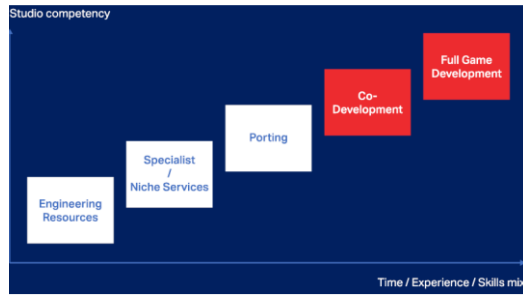 Studio competency
Full Game
Development
Co-
Development
Porting
Specialist
/
Niche Services
Engineering
Resources
Time / Experience / Skills mix